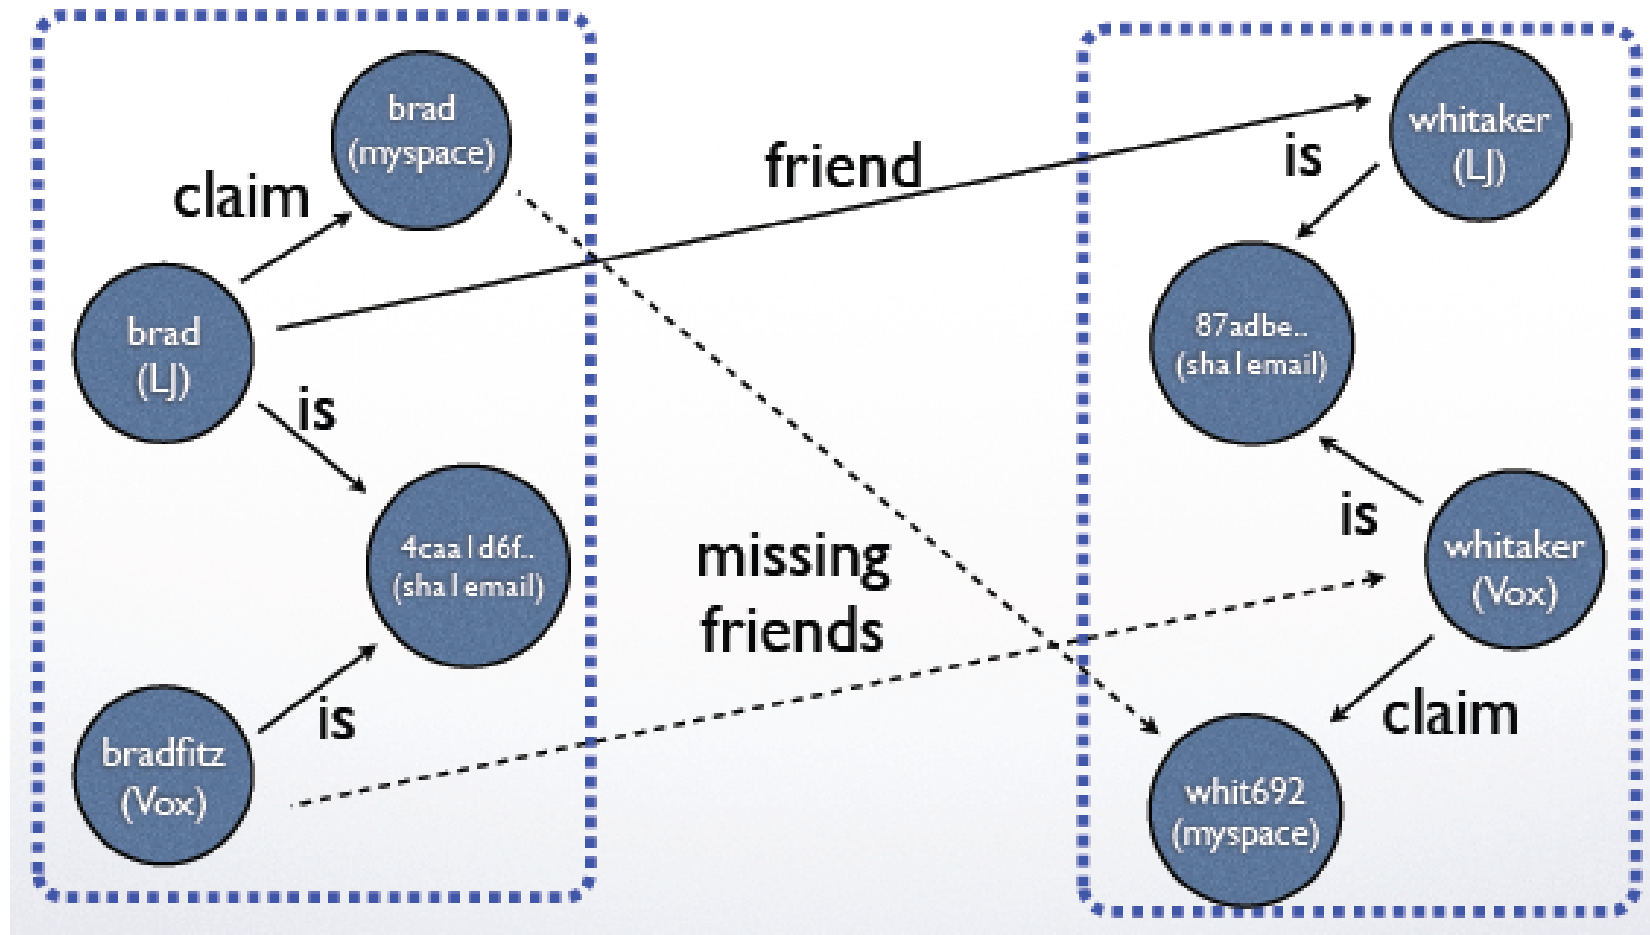 brad
(myspace)
claim
brad
(LJ)
is
4caa1d6f..
(sha1email)
is
bradfitz
(Vox)
friend
missing
friends
whitaker
(LJ)
is
87adbe..
(sha1email)
is
whitaker
(Vox)
claim
whit692
(myspace)